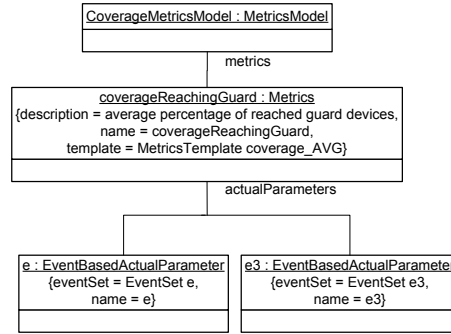 CoverageMetricsModel : MetricsModel
metrics
coverageReachingGuard : Metrics
{description = average percentage of reached guard devices,
name = coverageReachingGuard,
template = MetricsTemplate coverage_AVG}
actualParameters
e : EventBasedActualParameter
{eventSet = EventSet e,
name = e}
e3 : EventBasedActualParameter
{eventSet = EventSet e3,
name = e3}